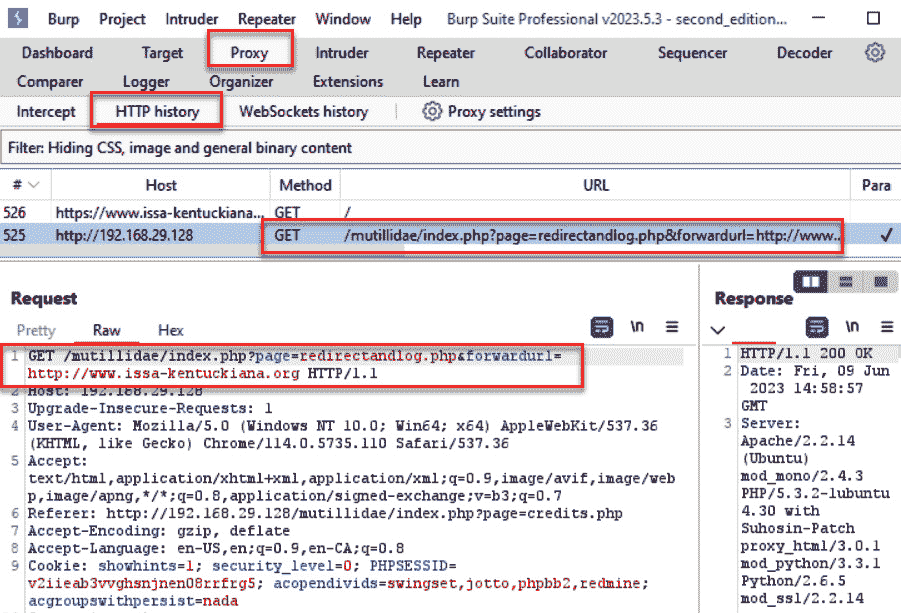 Burp Project Intruder Repeater Window Help Burp Suite Professional v2023.5.3 - second_edition...
Dashboard Target Proxy Intruder Repeater Collaborator Sequencer Decoder
Comparer Logger Organizer Extensions Learn
Intercept HTTP history WebSockets history Proxy settings
Filter: Hiding CSS, image and general binary content
# Host Method URL Para
526 https://www.issa-kentuckiana... GET /
525 http://192.168.29.128 GET /mutillidae/index.php?page=redirectandlog.php&forwardurl=http://www... ✓
Request
Pretty Raw Hex \n
1 GET /mutillidae/index.php?page=redirectandlog.php&forwardurl=
http://www.issa-kentuckiana.org HTTP/1.1
2 Host: 192.168.29.128
3 Upgrade-Insecure-Requests: 1
4 User-Agent: Mozilla/5.0 (Windows NT 10.0; Win64; x64) AppleWebKit/537.36
(KHTML, like Gecko) Chrome/114.0.5735.110 Safari/537.36
5 Accept:
text/html,application/xhtml+xml,application/xml;q=0.9,image/avif,image/web
p,image/apng,*/*;q=0.8,application/signed-exchange;v=b3;q=0.7
6 Referer: http://192.168.29.128/mutillidae/index.php?page=credits.php
7 Accept-Encoding: gzip, deflate
8 Accept-Language: en-US,en;q=0.9,en-CA;q=0.8
9 Cookie: showhints=1; security_level=0; PHPSESSID=
v2iieab3vvghsnjnen08rrfrg5; acopendivids=swingset,jotto,phpbb2,redmine;
acgroupswithpersist=nada
Response
\n
1 HTTP/1.1 200 OK
2 Date: Fri, 09 Jun
2023 14:58:57
GMT
3 Server:
Apache/2.2.14
(Ubuntu)
mod_mono/2.4.3
PHP/5.3.2-1ubuntu
4.30 with
Suhosin-Patch
proxy_html/3.0.1
mod_python/3.3.1
Python/2.6.5
mod_ssl/2.2.14